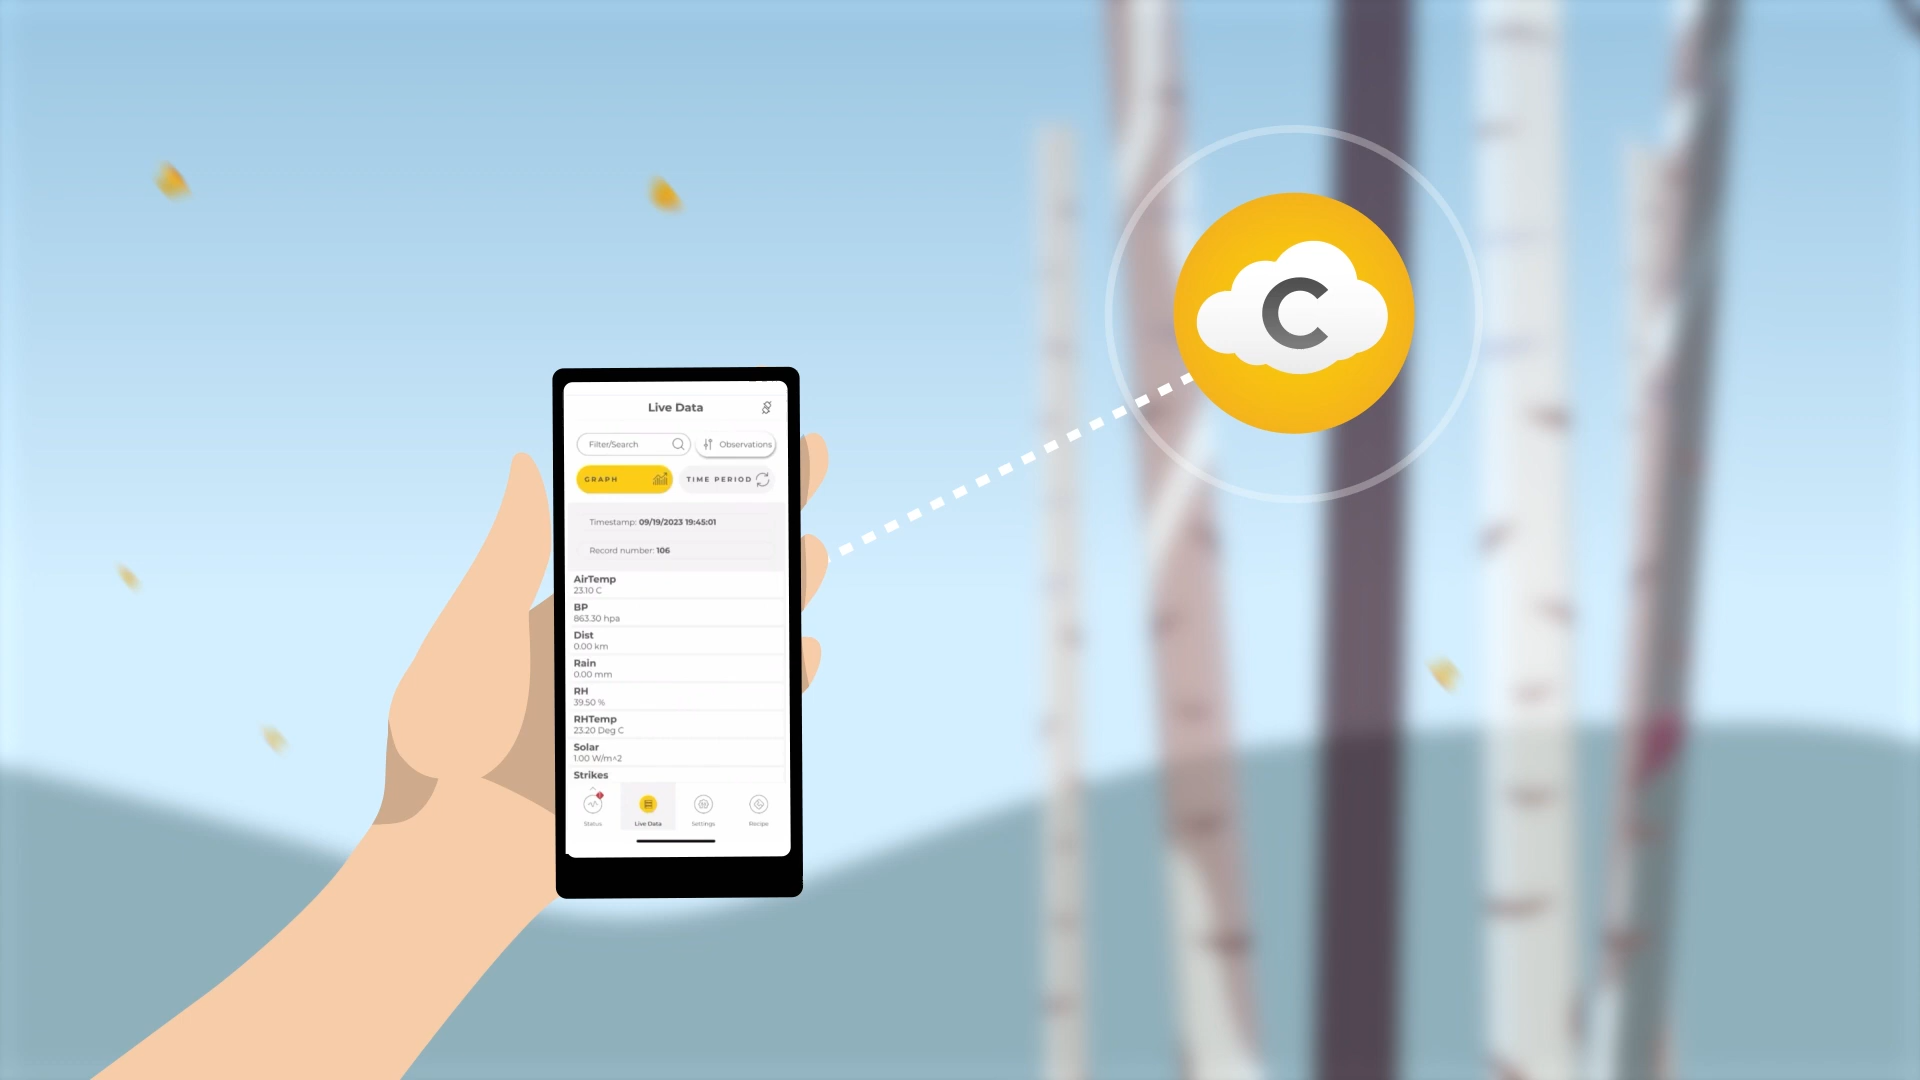 Live Data
Filter/Search
Observations
GRAPH
TIME PERIOD
Timestamp: 09/19/2023 19:45:01
Record number: 106
AirTemp
23.10 C
BP
863.30 hpa
Dist
0.00 km
Rain
0.00 mm
RH
39.50 %
RHTemp
23.20 Deg C
Solar
1.00 W/m^2
Strikes
Status
Live Data
Settings
Recipe
C